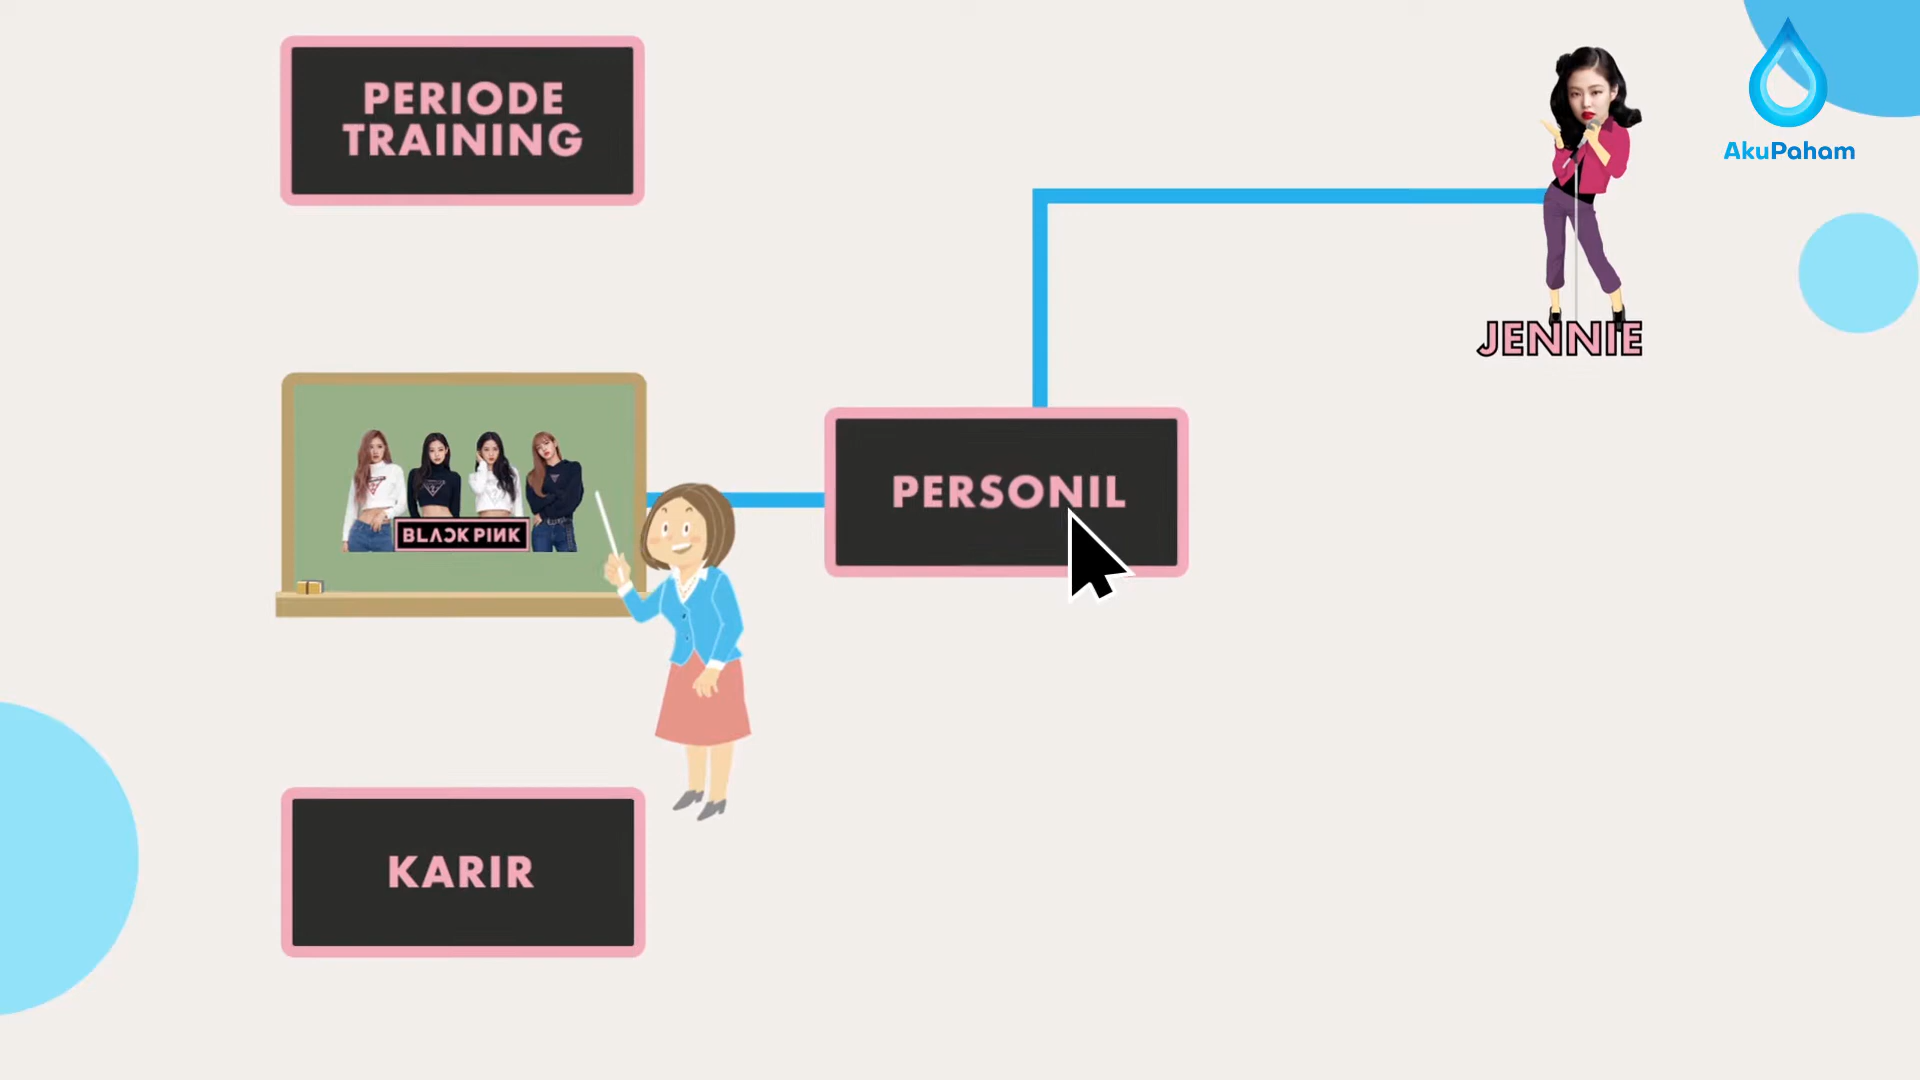 PERIODE
TRAINING
AkuPaham
JENNIE
BLACKPINK
PERSONIL
KARIR